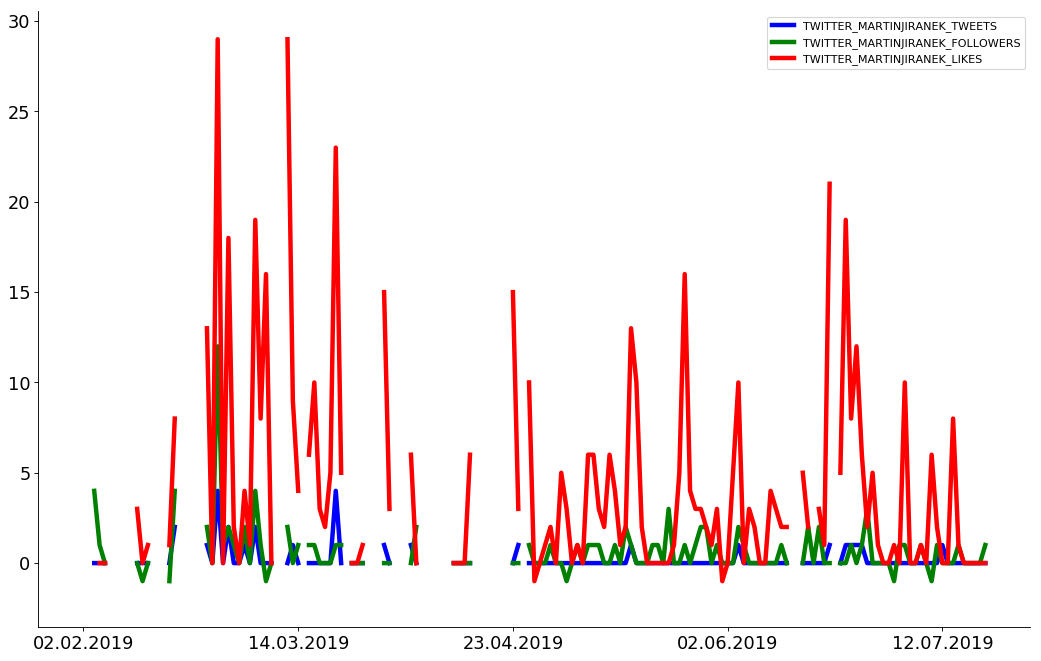 30
25
20
15
10
5
0
02.02.2019 14.03.2019 23.04.2019 02.06.2019 12.07.2019
TWITTER_MARTINJIRANEK_TWEETS
TWITTER_MARTINJIRANEK_FOLLOWERS
TWITTER_MARTINJIRANEK_LIKES